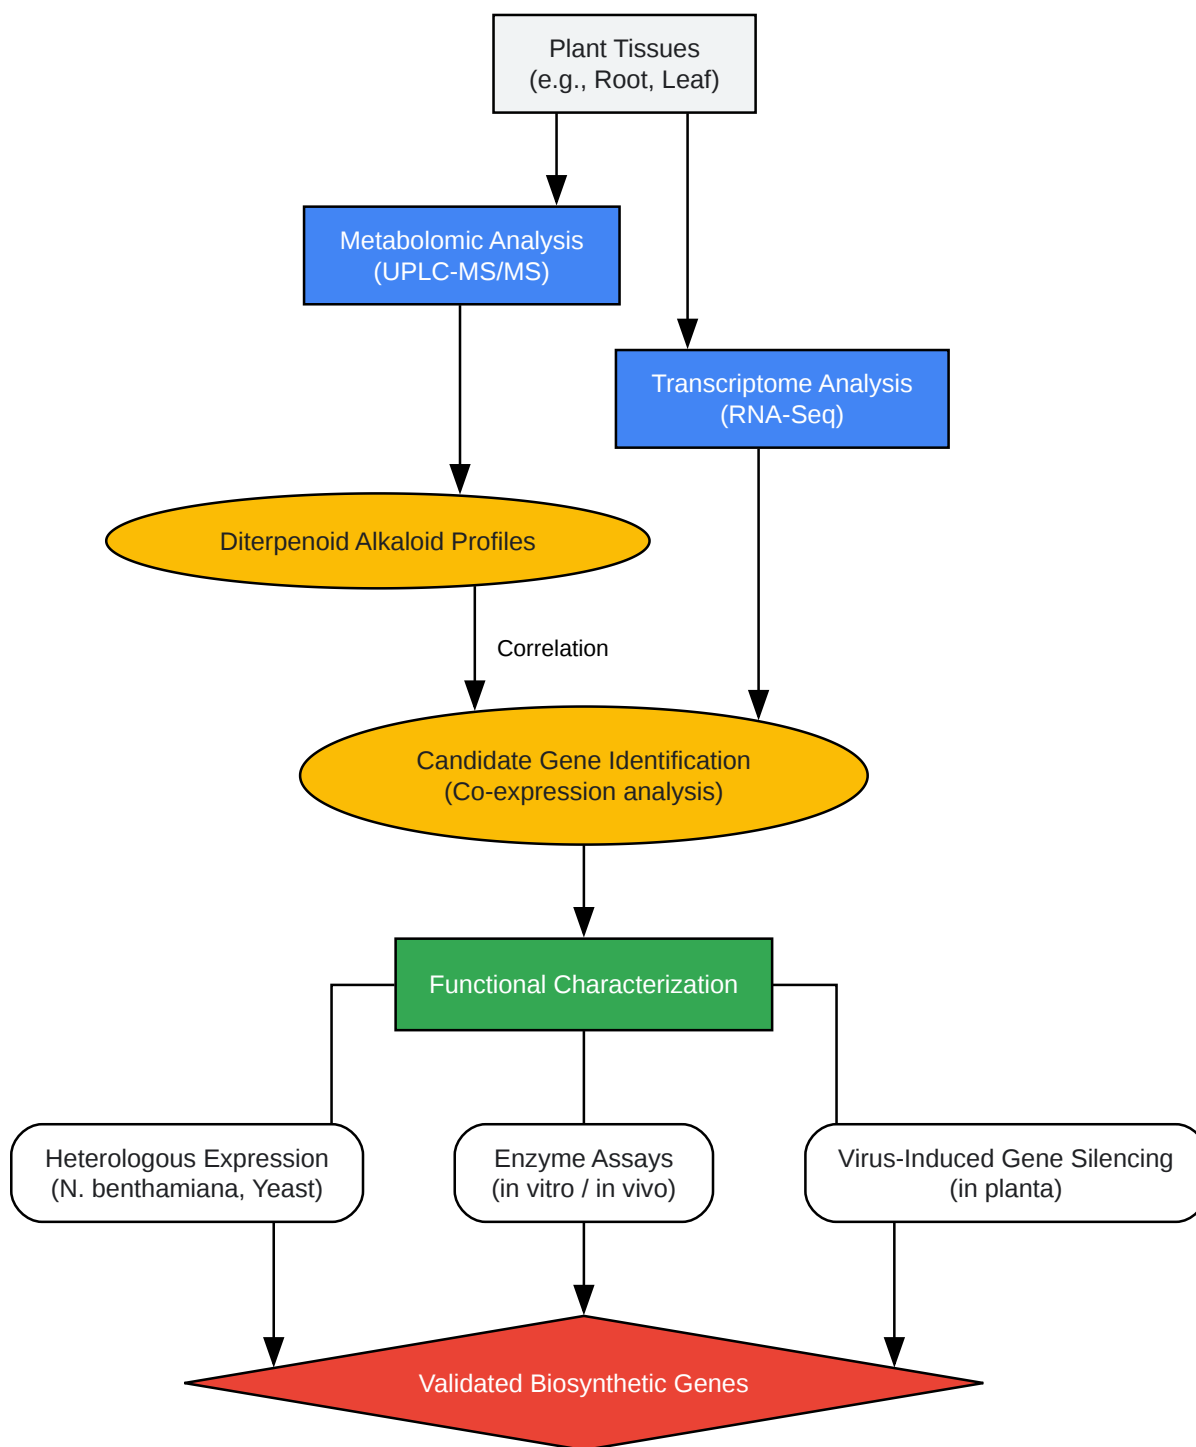 Plant Tissues
(e.g., Root, Leaf)
Metabolomic Analysis
(UPLC-MS/MS)
Transcriptome Analysis
(RNA-Seq)
Diterpenoid Alkaloid Profiles
Correlation
Candidate Gene Identification
(Co-expression analysis)
Functional Characterization
Heterologous Expression
(N. benthamiana, Yeast)
Enzyme Assays
(in vitro / in vivo)
Virus-Induced Gene Silencing
(in planta)
Validated Biosynthetic Genes